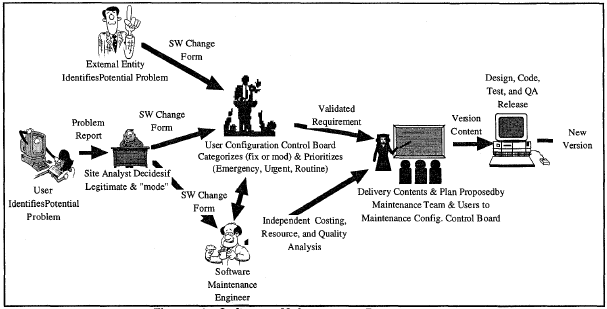 External Entity
IdentifiesPotential Problem
SW Change
Form
Problem
Report
SW Change
Form
User
IdentifiesPotential
Problem
Site Analyst Decidesif
Legitimate & "mode"
SW Change
Form
User Configuration Control Board
Categorizes (fix or mod) & Prioritizes
(Emergency, Urgent, Routine)
Software
Maintenance
Engineer
Validated
Requirement
Independent Costing,
Resource, and Quality
Analysis
Delivery Contents & Plan Proposedby
Maintenance Team & Users to
Maintenance Config. Control Board
Version
Content
Design, Code,
Test, and QA
Release
New
Version